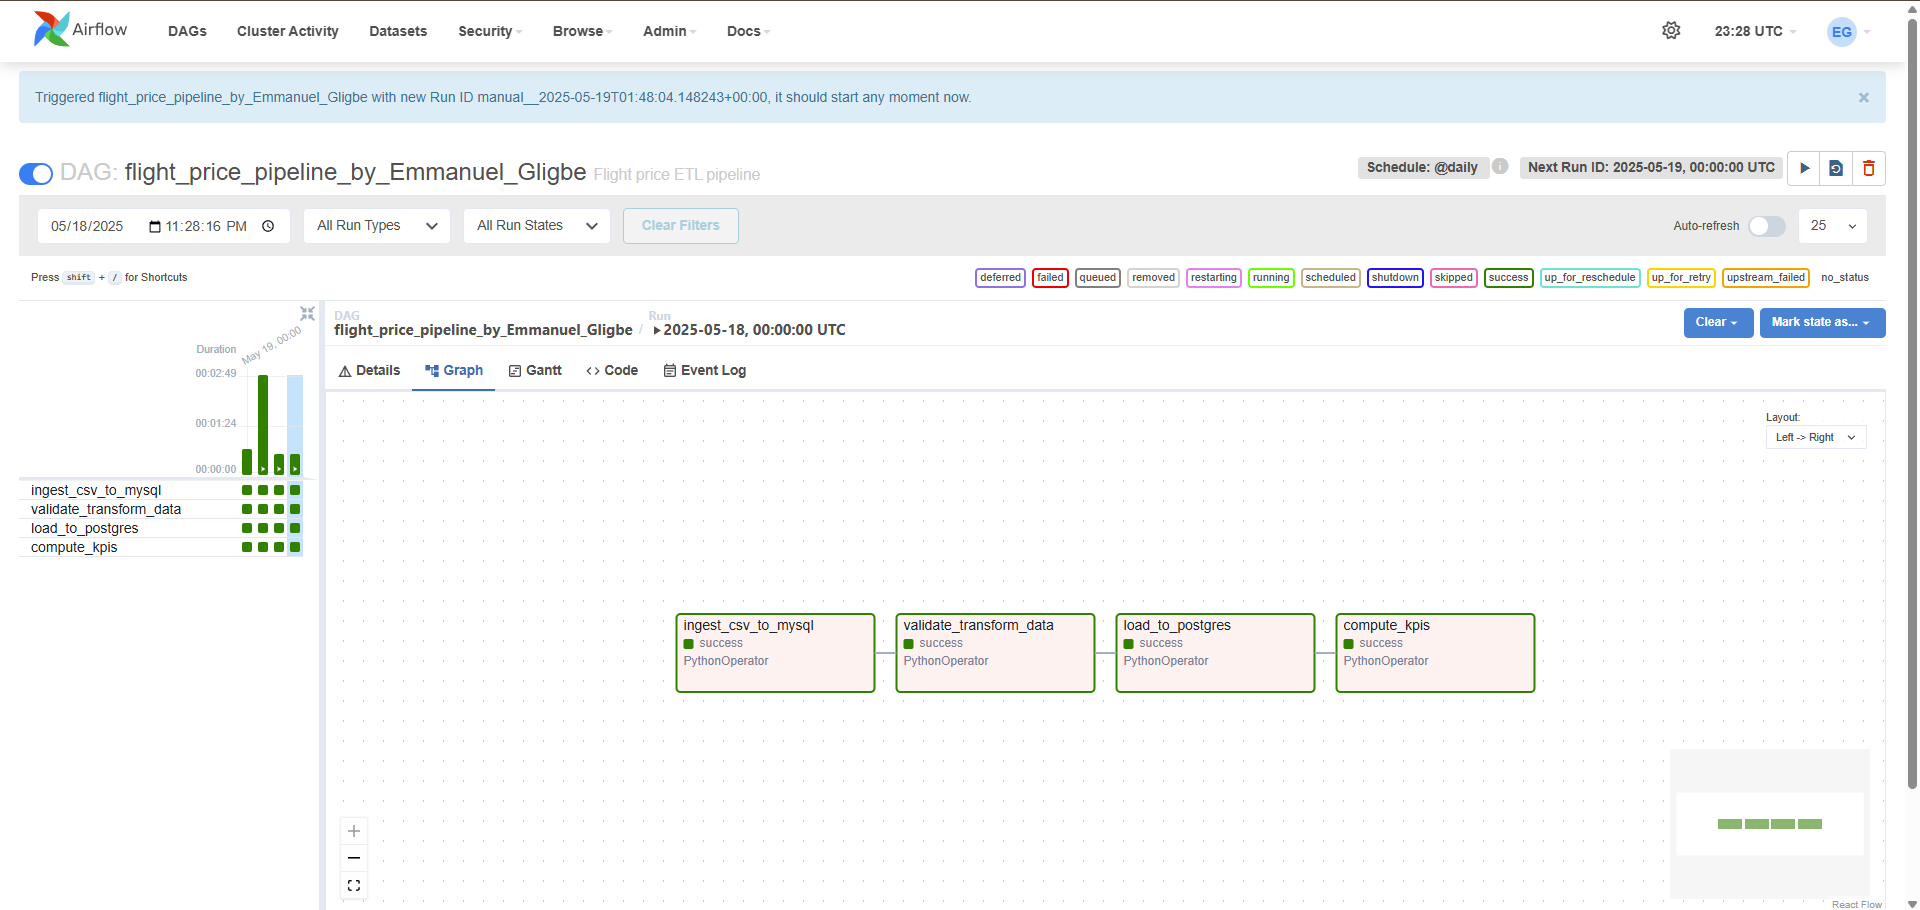 Airflow DAGs Cluster Activity Datasets Security Browse Admin Docs 23:28 UTC EG
Triggered flight_price_pipeline_by_Emmanuel_Gligbe with new Run ID manual__2025-05-19T01:48:04.148243+00:00, it should start any moment now. ×
DAG: flight_price_pipeline_by_Emmanuel_Gligbe Flight price ETL pipeline Schedule: @daily i Next Run ID: 2025-05-19, 00:00:00 UTC
05/18/2025 11:28:16 PM All Run Types All Run States Clear Filters Auto-refresh 25
Press shift + / for Shortcuts deferred failed queued removed restarting running scheduled shutdown skipped success up_for_reschedule up_for_retry upstream_failed no_status
DAG Run
flight_price_pipeline_by_Emmanuel_Gligbe / 2025-05-18, 00:00:00 UTC Clear Mark state as...
Duration May 19, 00:00
00:02:49
00:01:24
00:00:00
ingest_csv_to_mysql
validate_transform_data
load_to_postgres
compute_kpis
Details Graph Gantt Code Event Log
Layout:
Left -> Right
ingest_csv_to_mysql
success
PythonOperator
validate_transform_data
success
PythonOperator
load_to_postgres
success
PythonOperator
compute_kpis
success
PythonOperator
React Flow